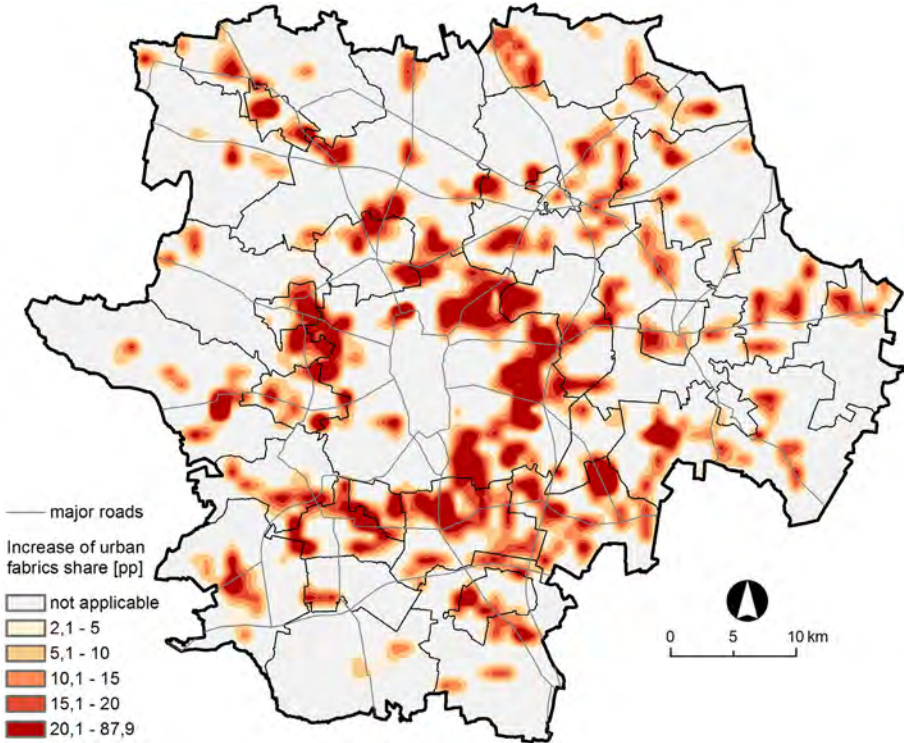 major roads
Increase of urban
fabrics share [pp]
not applicable
2,1 - 5
5,1 - 10
10,1 - 15
15,1 - 20
20,1 - 87,9
0 5 10 km